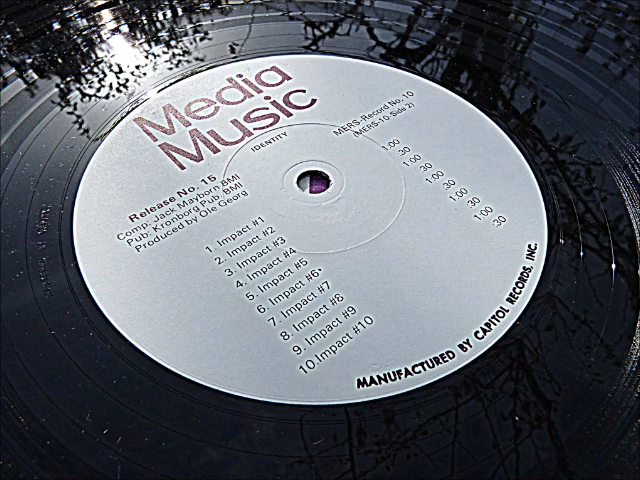 Media
Music
IDENTITY
MERS-Record No. 10
(MERS-10-Side 2)
Release No. 15
Comp: Jack Mayborn BMI
Pub: Kronborg Pub. BMI
Produced by Ole Georg
1. Impact #1 1:00
2. Impact #2 .30
3. Impact #3 1:00
4. Impact #4 .30
5. Impact #5 1:00
6. Impact #6 .30
7. Impact #7 1:00
8. Impact #8 .30
9. Impact #9 1:00
10. Impact #10 .30
MANUFACTURED BY CAPITOL RECORDS, INC.